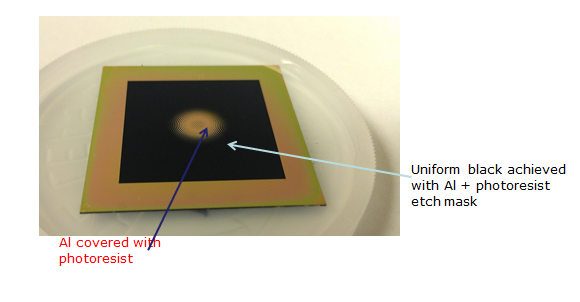 Uniform black achieved
with Al + photoresist
etch mask
Al covered with
photoresist